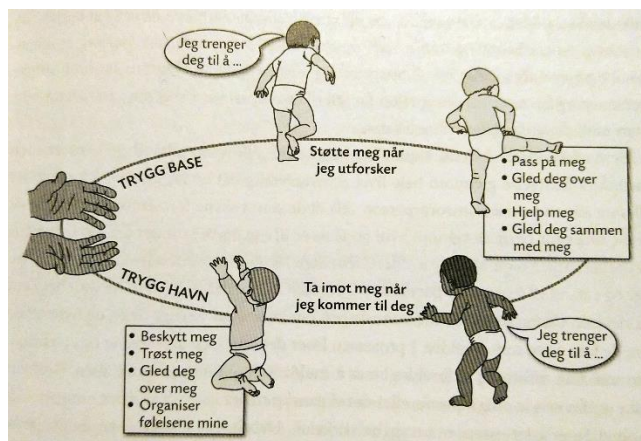 Jeg trenger
deg til å ...
TRYGG BASE
Støtte meg når
jeg utforsker
• Pass på meg
• Gled deg over
meg
• Hjelp meg
• Gled deg sammen
med meg
TRYGG HAVN
Ta imot meg når
jeg kommer til deg
• Beskytt meg
• Trøst meg
• Gled deg
over meg
• Organiser
følelsene mine
Jeg trenger
deg til å ...